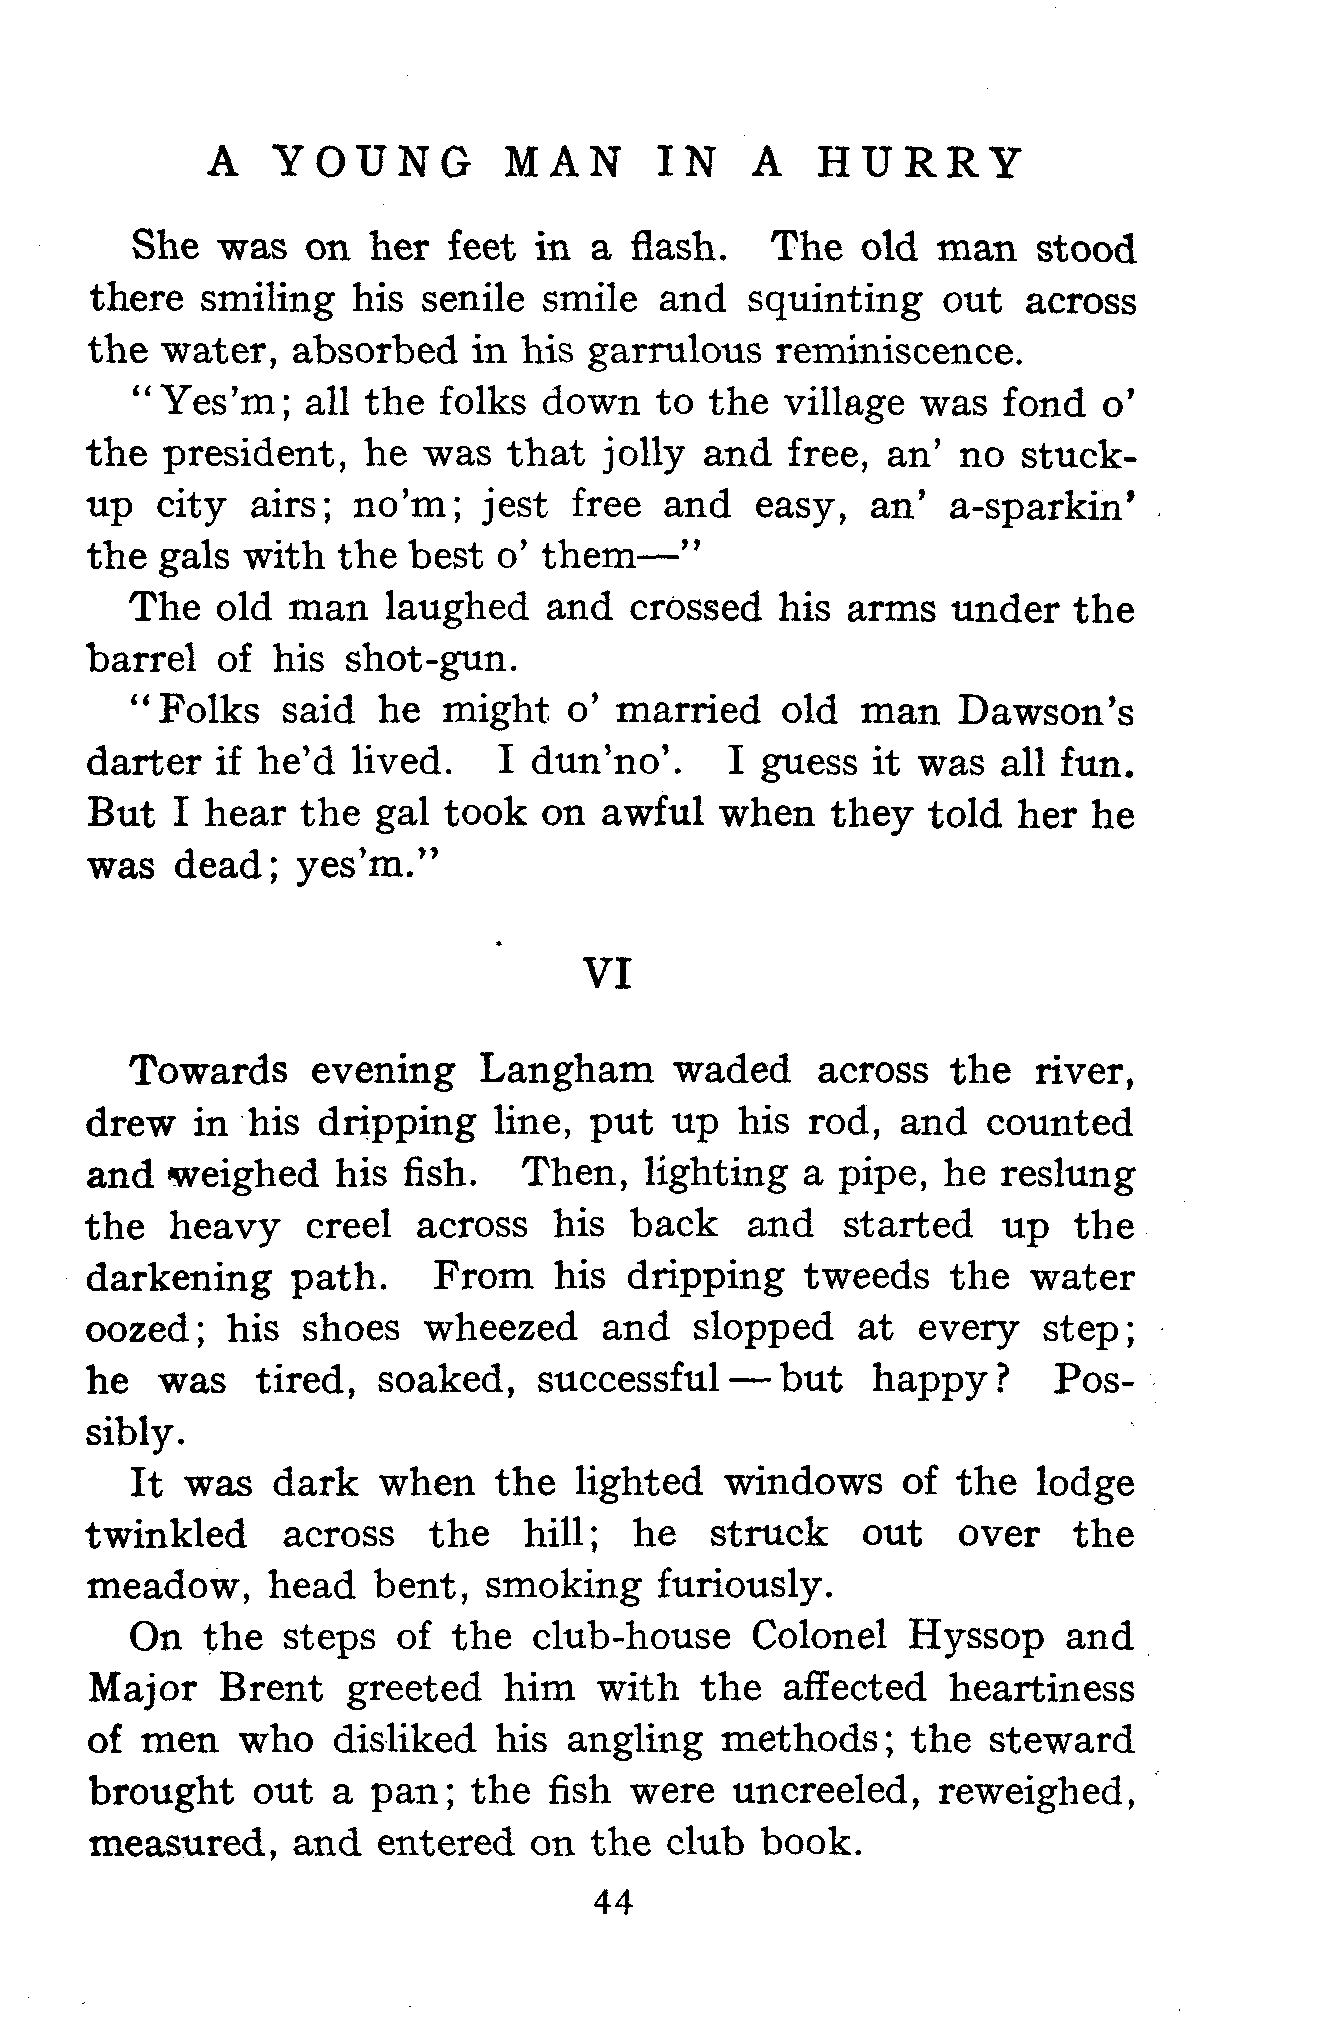 A YOUNG MAN IN A HURRY
She was on her feet in a flash. The old man stood
there smiling his senile smile and squinting out across
the water, absorbed in his garrulous reminiscence.
"Yes'm; all the folks down to the village was fond o'
the president, he was that jolly and free, an' no stuck-
up city airs; no'm; jest free and easy, an' a-sparkin'
the gals with the best o' them—"
The old man laughed and crossed his arms under the
barrel of his shot-gun.
"Folks said he might o' married old man Dawson's
darter if he'd lived. I dun'no'. I guess it was all fun.
But I hear the gal took on awful when they told her he
was dead; yes'm."
VI
Towards evening Langham waded across the river,
drew in his dripping line, put up his rod, and counted
and weighed his fish. Then, lighting a pipe, he reslung
the heavy creel across his back and started up the
darkening path. From his dripping tweeds the water
oozed; his shoes wheezed and slopped at every step;
he was tired, soaked, successful — but happy? Pos-
sibly.
It was dark when the lighted windows of the lodge
twinkled across the hill; he struck out over the
meadow, head bent, smoking furiously.
On the steps of the club-house Colonel Hyssop and
Major Brent greeted him with the affected heartiness
of men who disliked his angling methods; the steward
brought out a pan; the fish were uncreeled, reweighed,
measured, and entered on the club book.
44